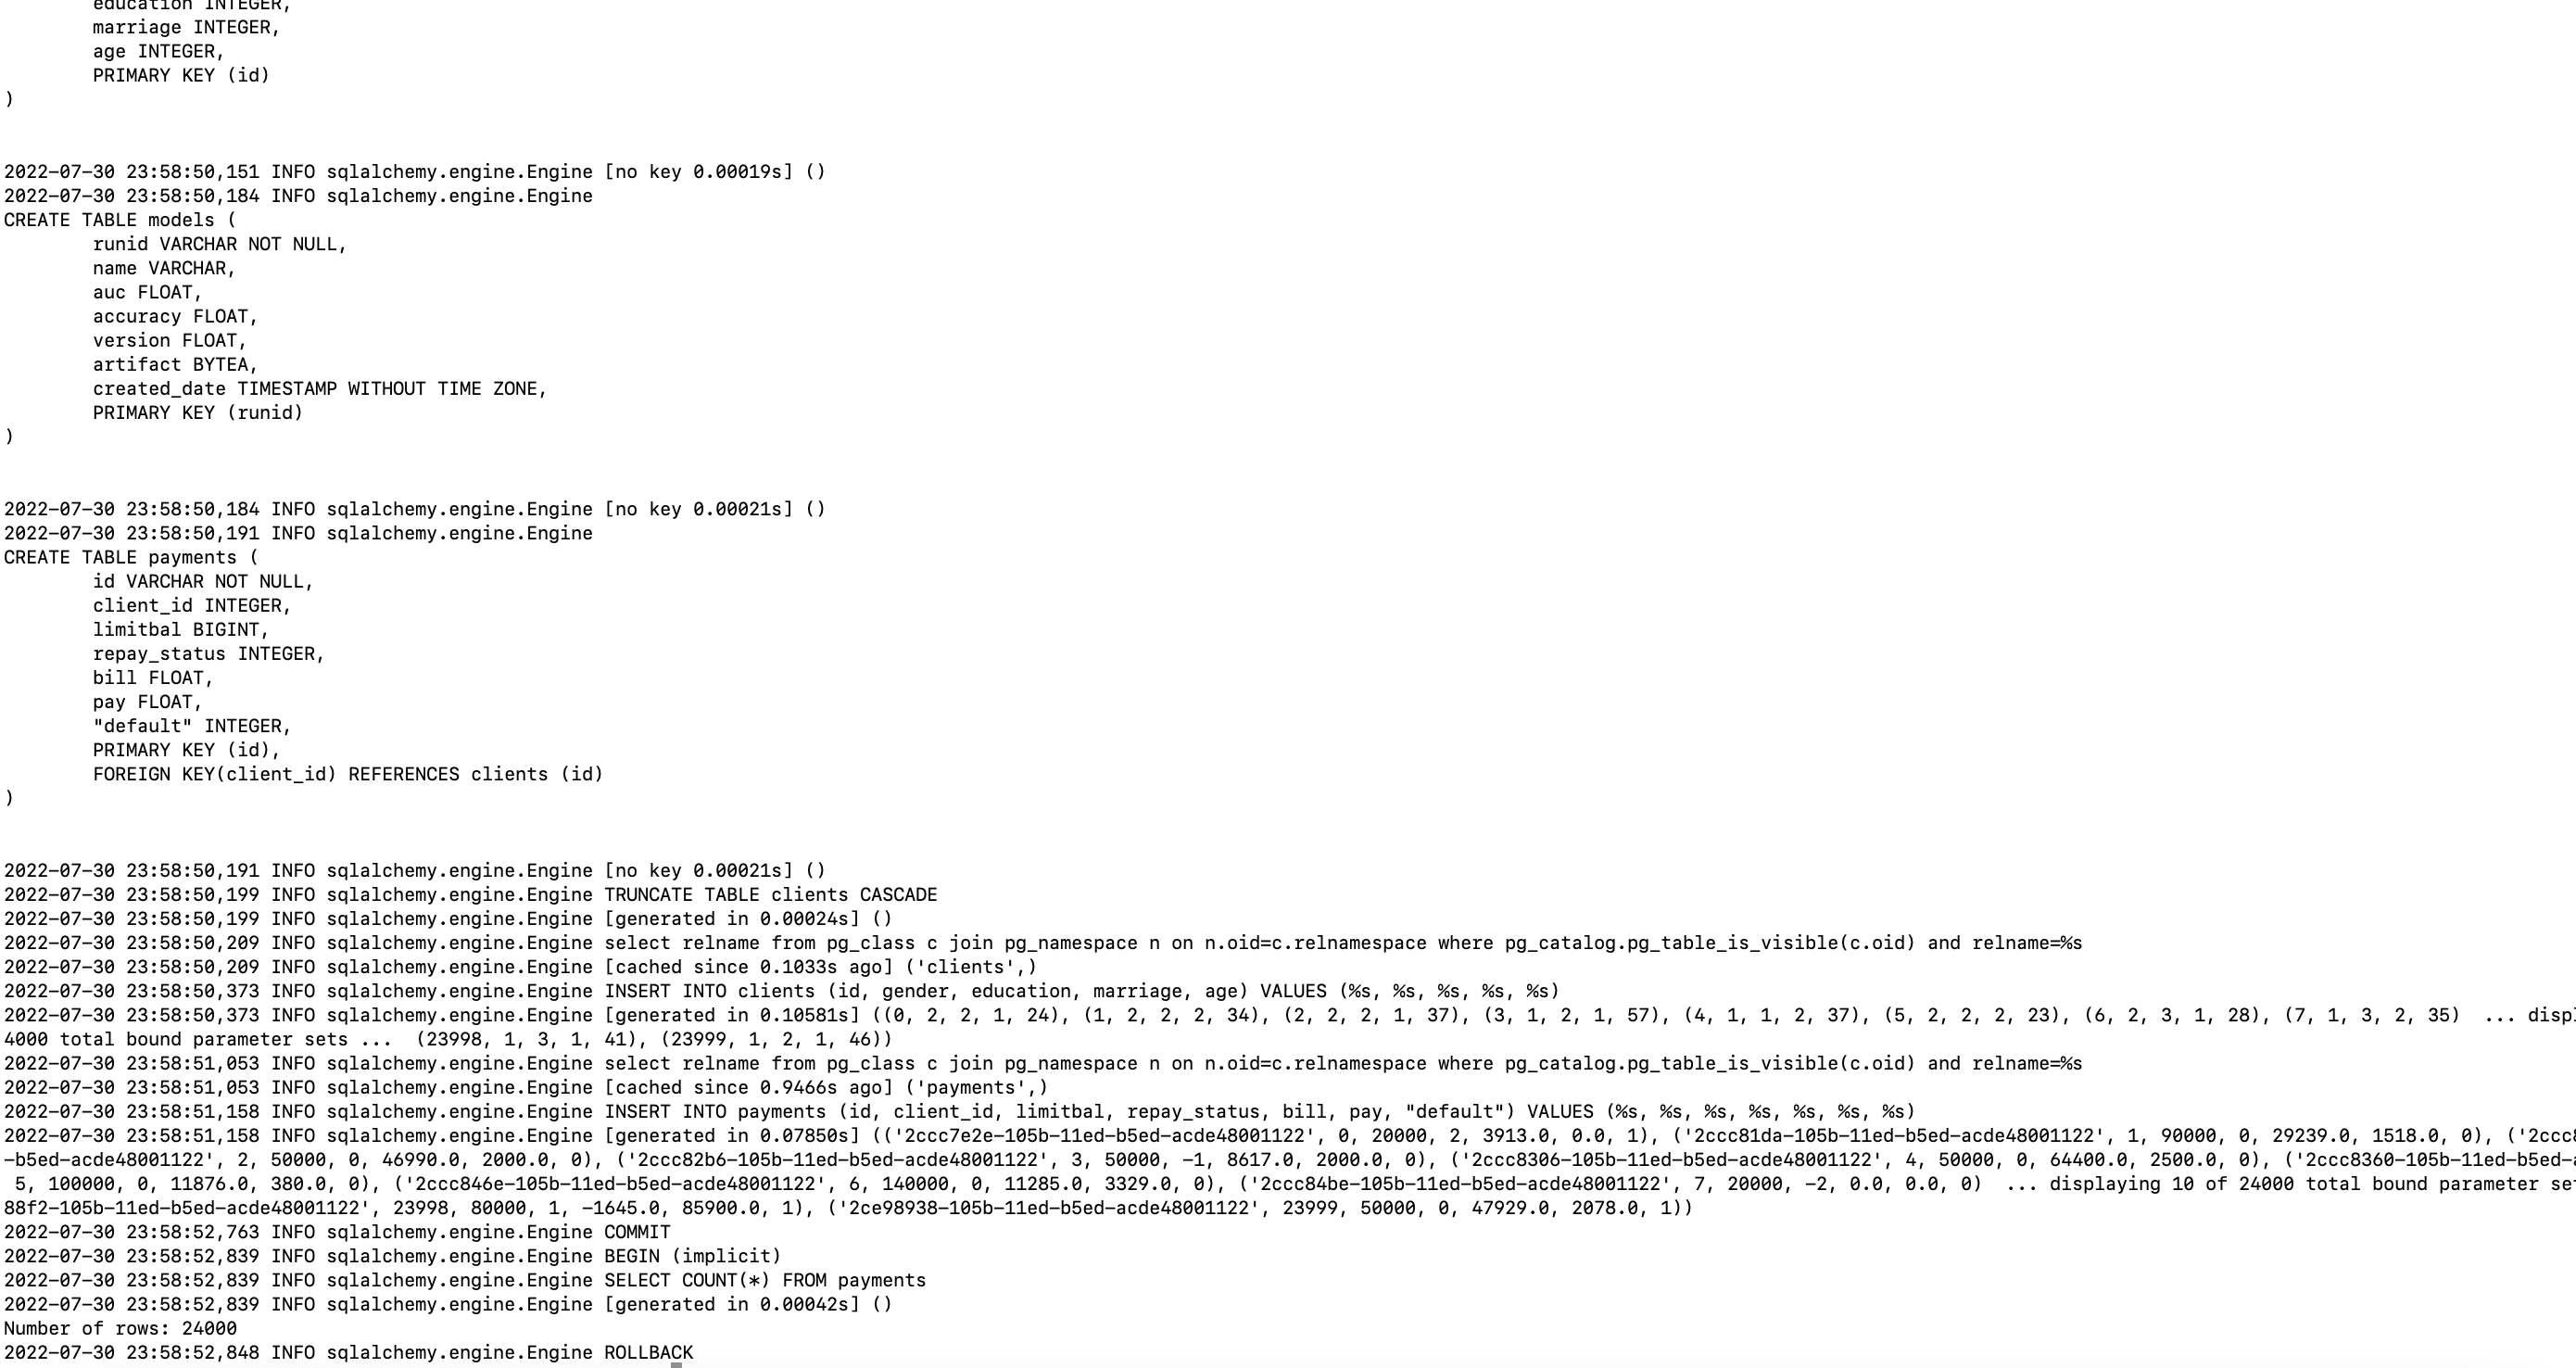 education INTEGER,
marriage INTEGER,
age INTEGER,
PRIMARY KEY (id)
)
2022-07-30 23:58:50,151 INFO sqlalchemy.engine.Engine [no key 0.00019s] ()
2022-07-30 23:58:50,184 INFO sqlalchemy.engine.Engine
CREATE TABLE models (
runid VARCHAR NOT NULL,
name VARCHAR,
auc FLOAT,
accuracy FLOAT,
version FLOAT,
artifact BYTEA,
created_date TIMESTAMP WITHOUT TIME ZONE,
PRIMARY KEY (runid)
)
2022-07-30 23:58:50,184 INFO sqlalchemy.engine.Engine [no key 0.00021s] ()
2022-07-30 23:58:50,191 INFO sqlalchemy.engine.Engine
CREATE TABLE payments (
id VARCHAR NOT NULL,
client_id INTEGER,
limitbal BIGINT,
repay_status INTEGER,
bill FLOAT,
pay FLOAT,
"default" INTEGER,
PRIMARY KEY (id),
FOREIGN KEY(client_id) REFERENCES clients (id)
)
2022-07-30 23:58:50,191 INFO sqlalchemy.engine.Engine [no key 0.00021s] ()
2022-07-30 23:58:50,199 INFO sqlalchemy.engine.Engine TRUNCATE TABLE clients CASCADE
2022-07-30 23:58:50,199 INFO sqlalchemy.engine.Engine [generated in 0.00024s] ()
2022-07-30 23:58:50,209 INFO sqlalchemy.engine.Engine select relname from pg_class c join pg_namespace n on n.oid=c.relnamespace where pg_catalog.pg_table_is_visible(c.oid) and relname=%s
2022-07-30 23:58:50,209 INFO sqlalchemy.engine.Engine [cached since 0.1033s ago] ('clients',)
2022-07-30 23:58:50,373 INFO sqlalchemy.engine.Engine INSERT INTO clients (id, gender, education, marriage, age) VALUES (%s, %s, %s, %s, %s)
2022-07-30 23:58:50,373 INFO sqlalchemy.engine.Engine [generated in 0.10581s] ((0, 2, 2, 1, 24), (1, 2, 2, 2, 34), (2, 2, 2, 1, 37), (3, 1, 2, 1, 57), (4, 1, 1, 2, 37), (5, 2, 2, 2, 23), (6, 2, 3, 1, 28), (7, 1, 3, 2, 35)  ... disp
4000 total bound parameter sets ...  (23998, 1, 3, 1, 41), (23999, 1, 2, 1, 46))
2022-07-30 23:58:51,053 INFO sqlalchemy.engine.Engine select relname from pg_class c join pg_namespace n on n.oid=c.relnamespace where pg_catalog.pg_table_is_visible(c.oid) and relname=%s
2022-07-30 23:58:51,053 INFO sqlalchemy.engine.Engine [cached since 0.9466s ago] ('payments',)
2022-07-30 23:58:51,158 INFO sqlalchemy.engine.Engine INSERT INTO payments (id, client_id, limitbal, repay_status, bill, pay, "default") VALUES (%s, %s, %s, %s, %s, %s, %s)
2022-07-30 23:58:51,158 INFO sqlalchemy.engine.Engine [generated in 0.07850s] (('2ccc7e2e-105b-11ed-b5ed-acde48001122', 0, 20000, 2, 3913.0, 0.0, 1), ('2ccc81da-105b-11ed-b5ed-acde48001122', 1, 90000, 0, 29239.0, 1518.0, 0), ('2ccc
-b5ed-acde48001122', 2, 50000, 0, 46990.0, 2000.0, 0), ('2ccc82b6-105b-11ed-b5ed-acde48001122', 3, 50000, -1, 8617.0, 2000.0, 0), ('2ccc8306-105b-11ed-b5ed-acde48001122', 4, 50000, 0, 64400.0, 2500.0, 0), ('2ccc8360-105b-11ed-b5ed-
5, 100000, 0, 11876.0, 380.0, 0), ('2ccc846e-105b-11ed-b5ed-acde48001122', 6, 140000, 0, 11285.0, 3329.0, 0), ('2ccc84be-105b-11ed-b5ed-acde48001122', 7, 20000, -2, 0.0, 0.0, 0)  ... displaying 10 of 24000 total bound parameter se
88f2-105b-11ed-b5ed-acde48001122', 23998, 80000, 1, -1645.0, 85900.0, 1), ('2ce98938-105b-11ed-b5ed-acde48001122', 23999, 50000, 0, 47929.0, 2078.0, 1))
2022-07-30 23:58:52,763 INFO sqlalchemy.engine.Engine COMMIT
2022-07-30 23:58:52,839 INFO sqlalchemy.engine.Engine BEGIN (implicit)
2022-07-30 23:58:52,839 INFO sqlalchemy.engine.Engine SELECT COUNT(*) FROM payments
2022-07-30 23:58:52,839 INFO sqlalchemy.engine.Engine [generated in 0.00042s] ()
Number of rows: 24000
2022-07-30 23:58:52,848 INFO sqlalchemy.engine.Engine ROLLBACK